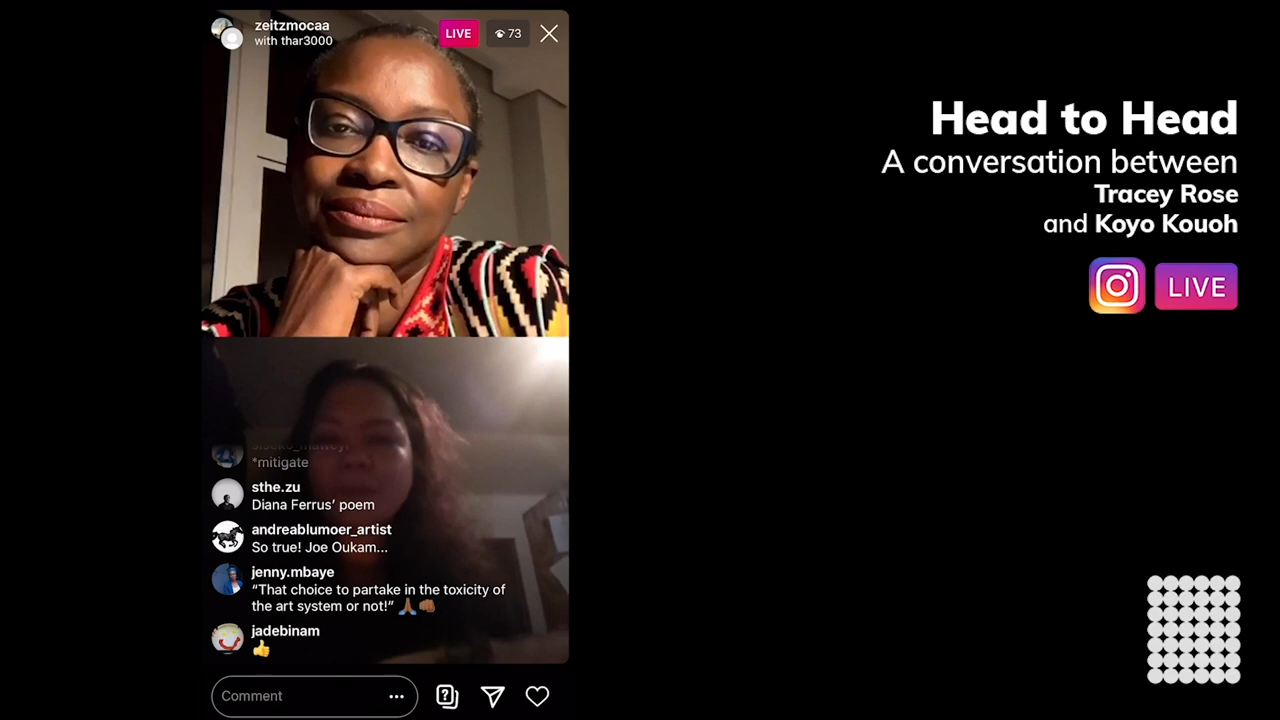 zeitzmocaa
with thar3000
LIVE
73
*mitigate
sthe.zu
Diana Ferrus’ poem
andreablumoer_artist
So true! Joe Oukam...
jenny.mbaye
“That choice to partake in the toxicity of
the art system or not!” 🙏🏾👊🏾
jadebinam
👍
Comment
Head to Head
A conversation between
Tracey Rose
and Koyo Kouoh
LIVE